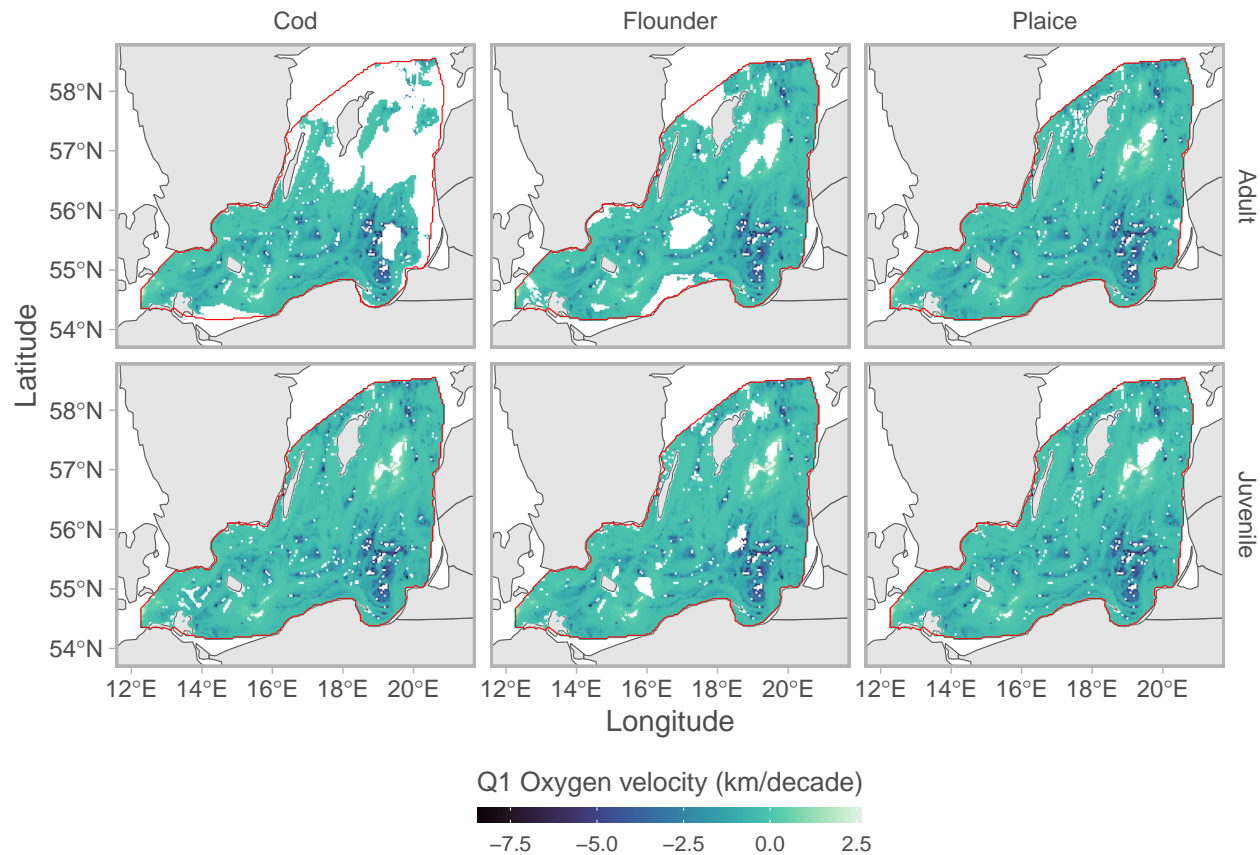 Cod
Flounder
Plaice
58°N
57°N
56°N
55°N
54°N
Adult
58°N
57°N
56°N
55°N
54°N
Juvenile
Latitude
12°E 14°E 16°E 18°E 20°E
12°E 14°E 16°E 18°E 20°E
12°E 14°E 16°E 18°E 20°E
Longitude
Q1 Oxygen velocity (km/decade)
−7.5 −5.0 −2.5 0.0 2.5